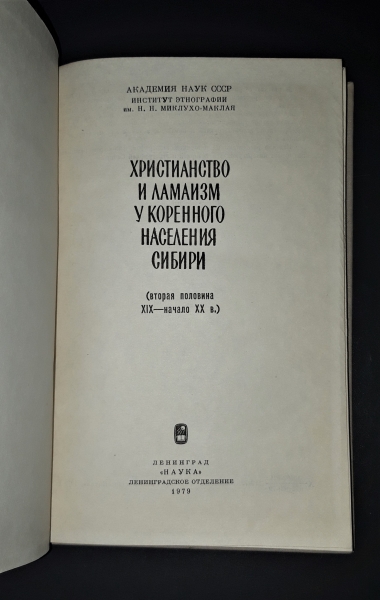 АКАДЕМИЯ НАУК СССР
ИНСТИТУТ ЭТНОГРАФИИ
им. Н. Н. МИКЛУХО-МАКЛАЯ
ХРИСТИАНСТВО
И ЛАМАИЗМ
У КОРЕННОГО
НАСЕЛЕНИЯ
СИБИРИ
(вторая половина
XIX—начало XX в.)
ЛЕНИНГРАД
«НАУКА»
ЛЕНИНГРАДСКОЕ ОТДЕЛЕНИЕ
1979